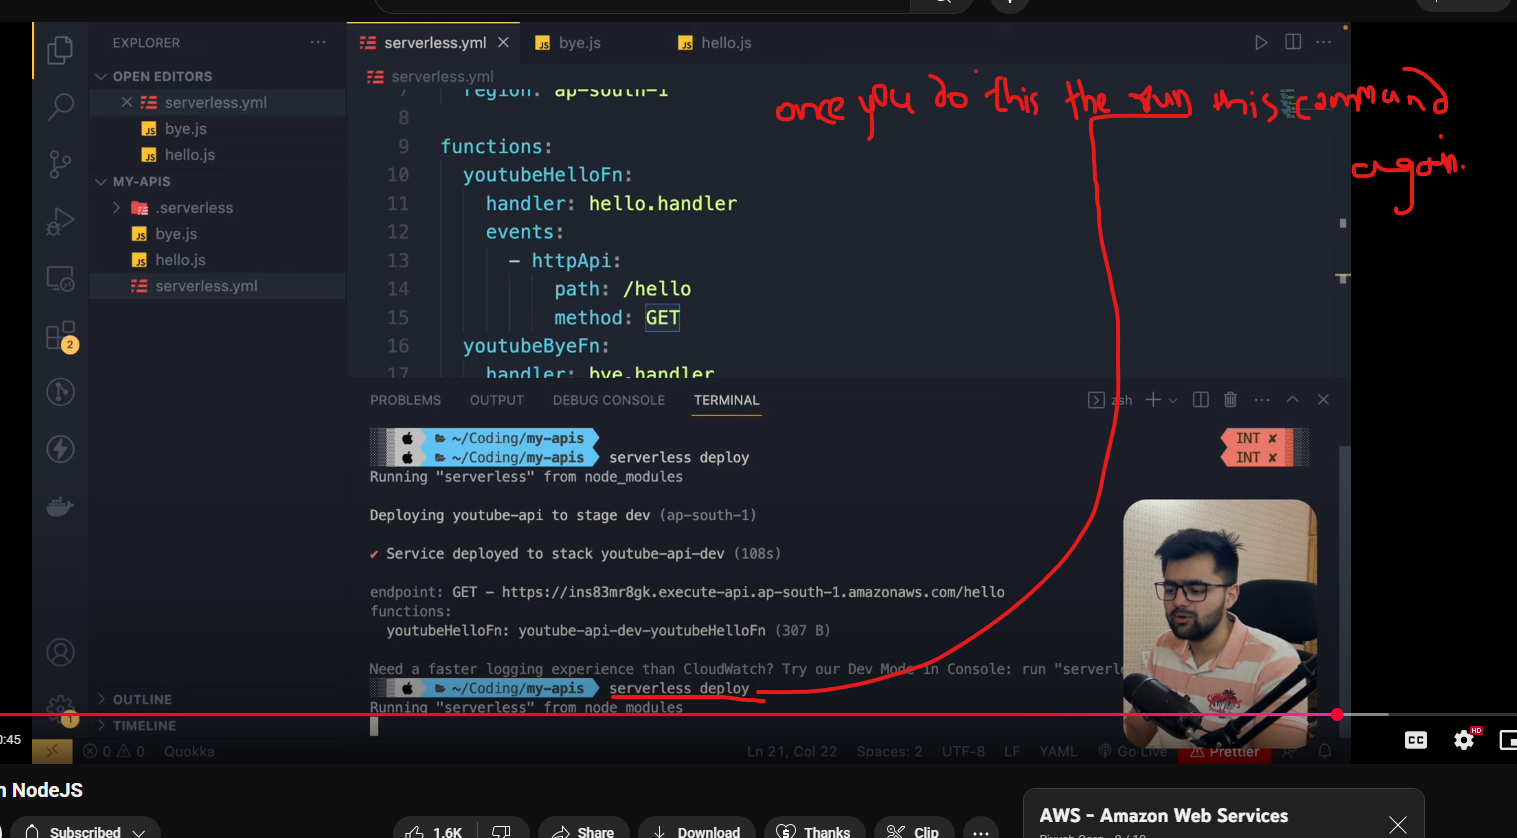 EXPLORER
serverless.yml
bye.js
hello.js
OPEN EDITORS
serverless.yml
serverless.yml
bye.js
hello.js
MY-APIS
.serverless
bye.js
hello.js
serverless.yml
once you do this the run this command
again.
7 region: ap-south-1
8
9 functions:
10 youtubeHelloFn:
11 handler: hello.handler
12 events:
13 - httpApi:
14 path: /hello
15 method: GET
16 youtubeByeFn:
17 handler: bye.handler
2
PROBLEMS OUTPUT DEBUG CONSOLE TERMINAL
zsh
~/Coding/my-apis INT ✘
~/Coding/my-apis serverless deploy INT ✘
Running "serverless" from node_modules
Deploying youtube-api to stage dev (ap-south-1)
✔ Service deployed to stack youtube-api-dev (108s)
endpoint: GET - https://ins83mr8gk.execute-api.ap-south-1.amazonaws.com/hello
functions:
youtubeHelloFn: youtube-api-dev-youtubeHelloFn (307 B)
Need a faster logging experience than CloudWatch? Try our Dev Mode in Console: run "serverl
~/Coding/my-apis serverless deploy
Running "serverless" from node_modules
OUTLINE
TIMELINE
1
0:45
0 0 Quokka
Ln 21, Col 22 Spaces: 2 UTF-8 LF YAML Go Live Prettier
CC HD
n NodeJS
Subscribed
1.6K
Share
Download
Thanks
Clip
AWS - Amazon Web Services